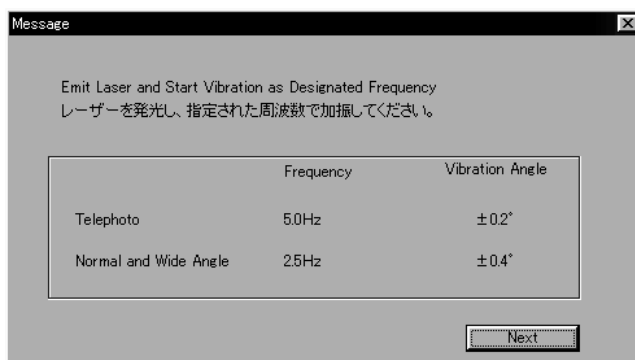 Message
Emit Laser and Start Vibration as Designated Frequency
レーザーを発光し、指定された周波数で加振してください。
Frequency Vibration Angle
Telephoto 5.0Hz ±0.2°
Normal and Wide Angle 2.5Hz ±0.4°
Next